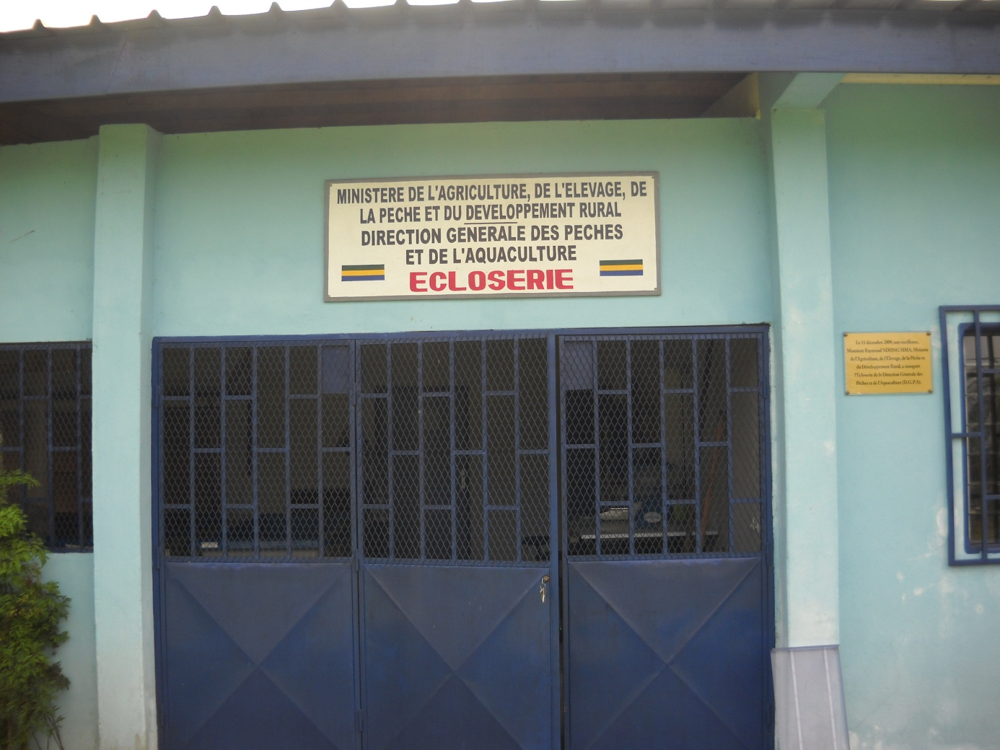 MINISTERE DE L'AGRICULTURE, DE L'ELEVAGE, DE
LA PECHE ET DU DEVELOPPEMENT RURAL
DIRECTION GENERALE DES PECHES
ET DE L'AQUACULTURE
ECLOSERIE
Le 11 décembre 2009, son excellence,
Monsieur Raymond NDONG SIMA, Ministre
de l'Agriculture, de l'Elevage, de la Pêche et
du Développement Rural, a inauguré
l'Ecloserie de la Direction Générale des
Pêches et de l'Aquaculture (D.G.P.A).